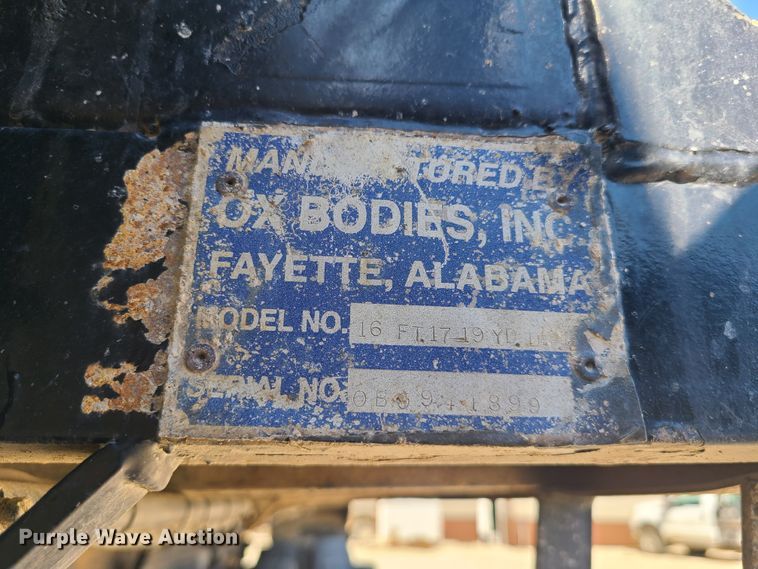 MANUFACTURED BY
OX BODIES, INC.
FAYETTE, ALABAMA
MODEL NO. 16 FT.17-19 YD
SERIAL NO.
Purple Wave Auction